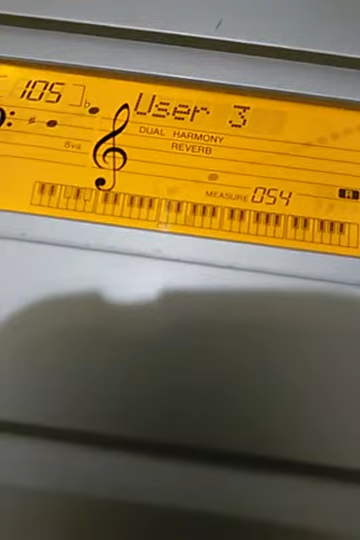 105
User 3
DUAL HARMONY
REVERB
8va
MEASURE 054
R